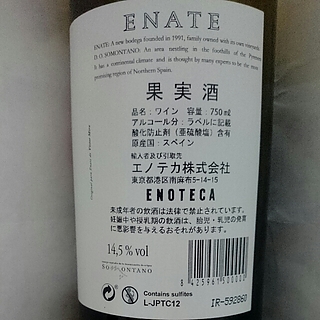 ENATE
ENATE: A new bodega founded in 1991, family owned with its own vineyards.
D.O. SOMONTANO: An area nestling in the foothills of the Pyrenees.
It has a continental climate and is thought by many experts to be the most
promising region of Northern Spain.
果実酒
品名：ワイン 容量：750㎖
アルコール分：ラベルに記載
酸化防止剤（亜硫酸塩）含有
原産国：スペイン
輸入者及び引取先
エノテカ株式会社
東京都港区南麻布5-14-15
ENOTECA
未成年者の飲酒は法律で禁止されています。
妊娠中や授乳期の飲酒は、胎児・乳児の発育
に悪影響を与えるおそれがあります。
14,5 % vol
SOMONTANO
8 425961 500000
Contains sulfites
L-JPTC12
IR-592860